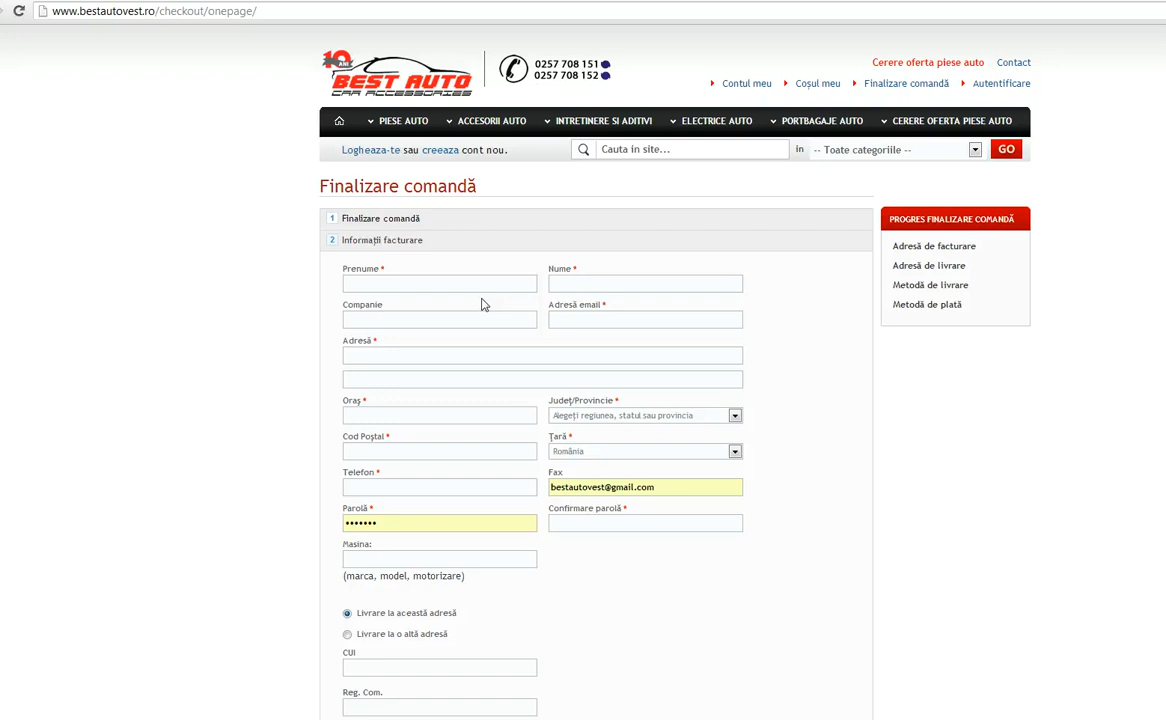 www.bestautovest.ro/checkout/onepage/
10 ANI
BEST AUTO
CAR ACCESSORIES
0257 708 151
0257 708 152
Cerere oferta piese auto Contact
Contul meu Coșul meu Finalizare comandă Autentificare
PIESE AUTO ACCESORII AUTO INTRETINERE SI ADITIVI ELECTRICE AUTO PORTBAGAJE AUTO CERERE OFERTA PIESE AUTO
Logheaza-te sau creeaza cont nou. Cauta in site... in -- Toate categoriile -- GO
Finalizare comandă
1 Finalizare comandă
2 Informații facturare
PROGRES FINALIZARE COMANDĂ
Adresă de facturare
Adresă de livrare
Metodă de livrare
Metodă de plată
Prenume * Nume *
Companie Adresă email *
Adresă *
Oraş * Judeţ/Provincie *
Alegeți regiunea, statul sau provincia
Cod Poştal * Ţară *
România
Telefon * Fax
bestautovest@gmail.com
Parolă * Confirmare parolă *
•••••••
Masina:
(marca, model, motorizare)
Livrare la această adresă
Livrare la o altă adresă
CUI
Reg. Com.